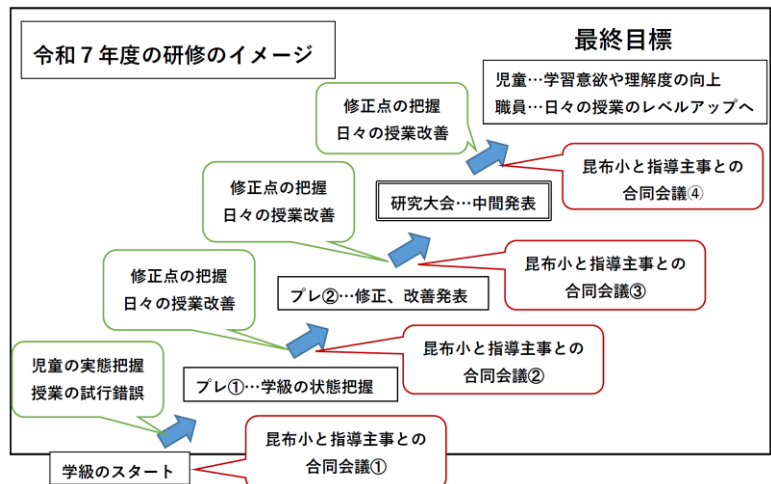 令和７年度の研修のイメージ
最終目標
児童…学習意欲や理解度の向上
職員…日々の授業のレベルアップへ
修正点の把握
日々の授業改善
昆布小と指導主事との
合同会議④
研究大会…中間発表
修正点の把握
日々の授業改善
昆布小と指導主事との
合同会議③
プレ②…修正、改善発表
修正点の把握
日々の授業改善
昆布小と指導主事との
合同会議②
プレ①…学級の状態把握
児童の実態把握
授業の試行錯誤
昆布小と指導主事との
合同会議①
学級のスタート